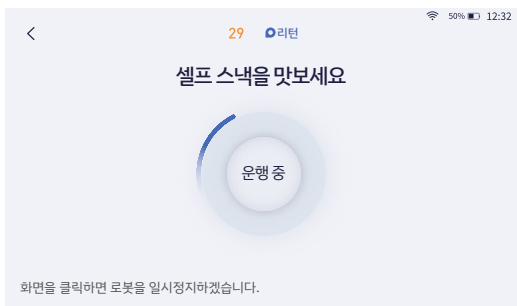 50% 12:32
29 리턴
셀프 스낵을 맛보세요
운행 중
화면을 클릭하면 로봇을 일시정지하겠습니다.